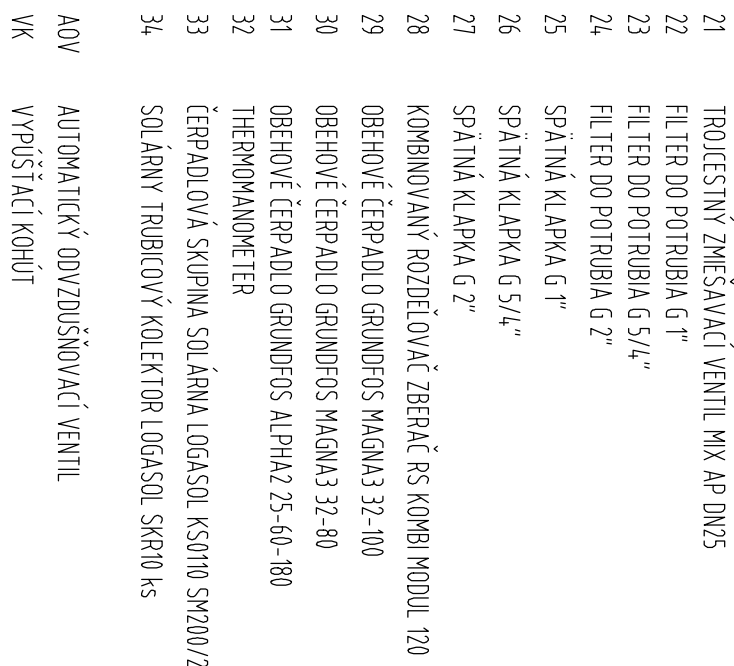 21 TROJCESTNÝ ZMIEŠAVACÍ VENTIL MIX AP DN25
22 FILTER DO POTRUBIA G 1"
23 FILTER DO POTRUBIA G 5/4"
24 FILTER DO POTRUBIA G 2"
25 SPÄTNÁ KLAPKA G 1"
26 SPÄTNÁ KLAPKA G 5/4"
27 SPÄTNÁ KLAPKA G 2"
28 KOMBINOVANÝ ROZDEĽOVAČ ZBERAČ RS KOMBI MODUL 120
29 OBEHOVÉ ČERPADLO GRUNDFOS MAGNA3 32-100
30 OBEHOVÉ ČERPADLO GRUNDFOS MAGNA3 32-80
31 OBEHOVÉ ČERPADLO GRUNDFOS ALPHA2 25-60-180
32 THERMOMANOMETER
33 ČERPADLOVÁ SKUPINA SOLÁRNA LOGASOL KS0110 SM200/2
34 SOLÁRNY TRUBICOVÝ KOLEKTOR LOGASOL SKR10 ks
AOV AUTOMATICKÝ ODVZDUŠŇOVACÍ VENTIL
VK VYPÚŠŤACÍ KOHÚT